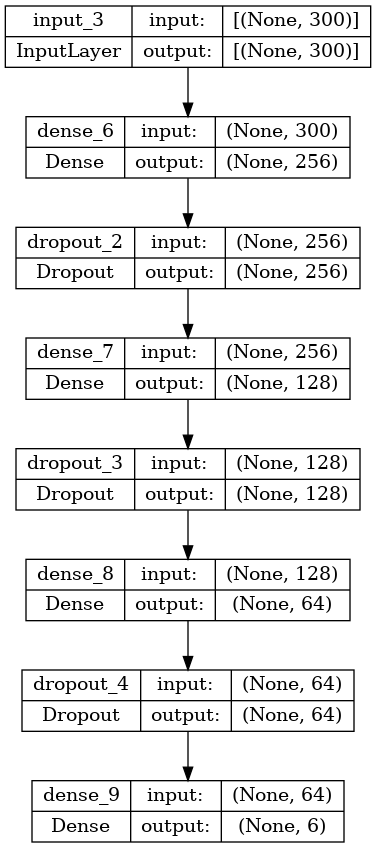 input_3 input: [(None, 300)]
InputLayer output: [(None, 300)]
dense_6 input: (None, 300)
Dense output: (None, 256)
dropout_2 input: (None, 256)
Dropout output: (None, 256)
dense_7 input: (None, 256)
Dense output: (None, 128)
dropout_3 input: (None, 128)
Dropout output: (None, 128)
dense_8 input: (None, 128)
Dense output: (None, 64)
dropout_4 input: (None, 64)
Dropout output: (None, 64)
dense_9 input: (None, 64)
Dense output: (None, 6)